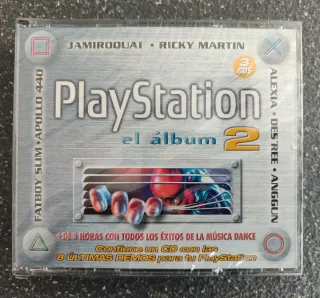 JAMIROQUAI · RICKY MARTIN
3
CDS
PlayStation
el álbum 2
FATBOY SLIM · APOLLO 440
ALEXIA · DES'REE · ANGGUN
+DE 3 HORAS CON TODOS LOS ÉXITOS DE LA MÚSICA DANCE
Contiene un CD con las
8 ÚLTIMAS DEMOS para tu PlayStation